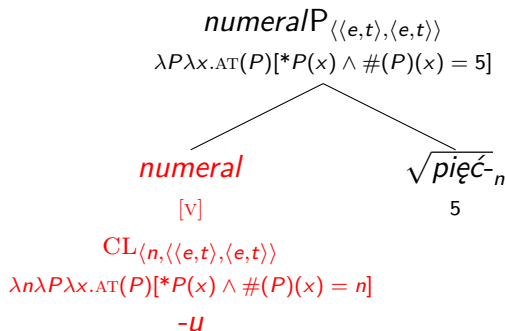 numeralP⟨⟨e,t⟩,⟨e,t⟩⟩
λPλx.AT(P)[*P(x) ∧ #(P)(x) = 5]
numeral √pięć-n
[V] 5
CL⟨n,⟨⟨e,t⟩,⟨e,t⟩⟩
λnλPλx.AT(P)[*P(x) ∧ #(P)(x) = n]
-u